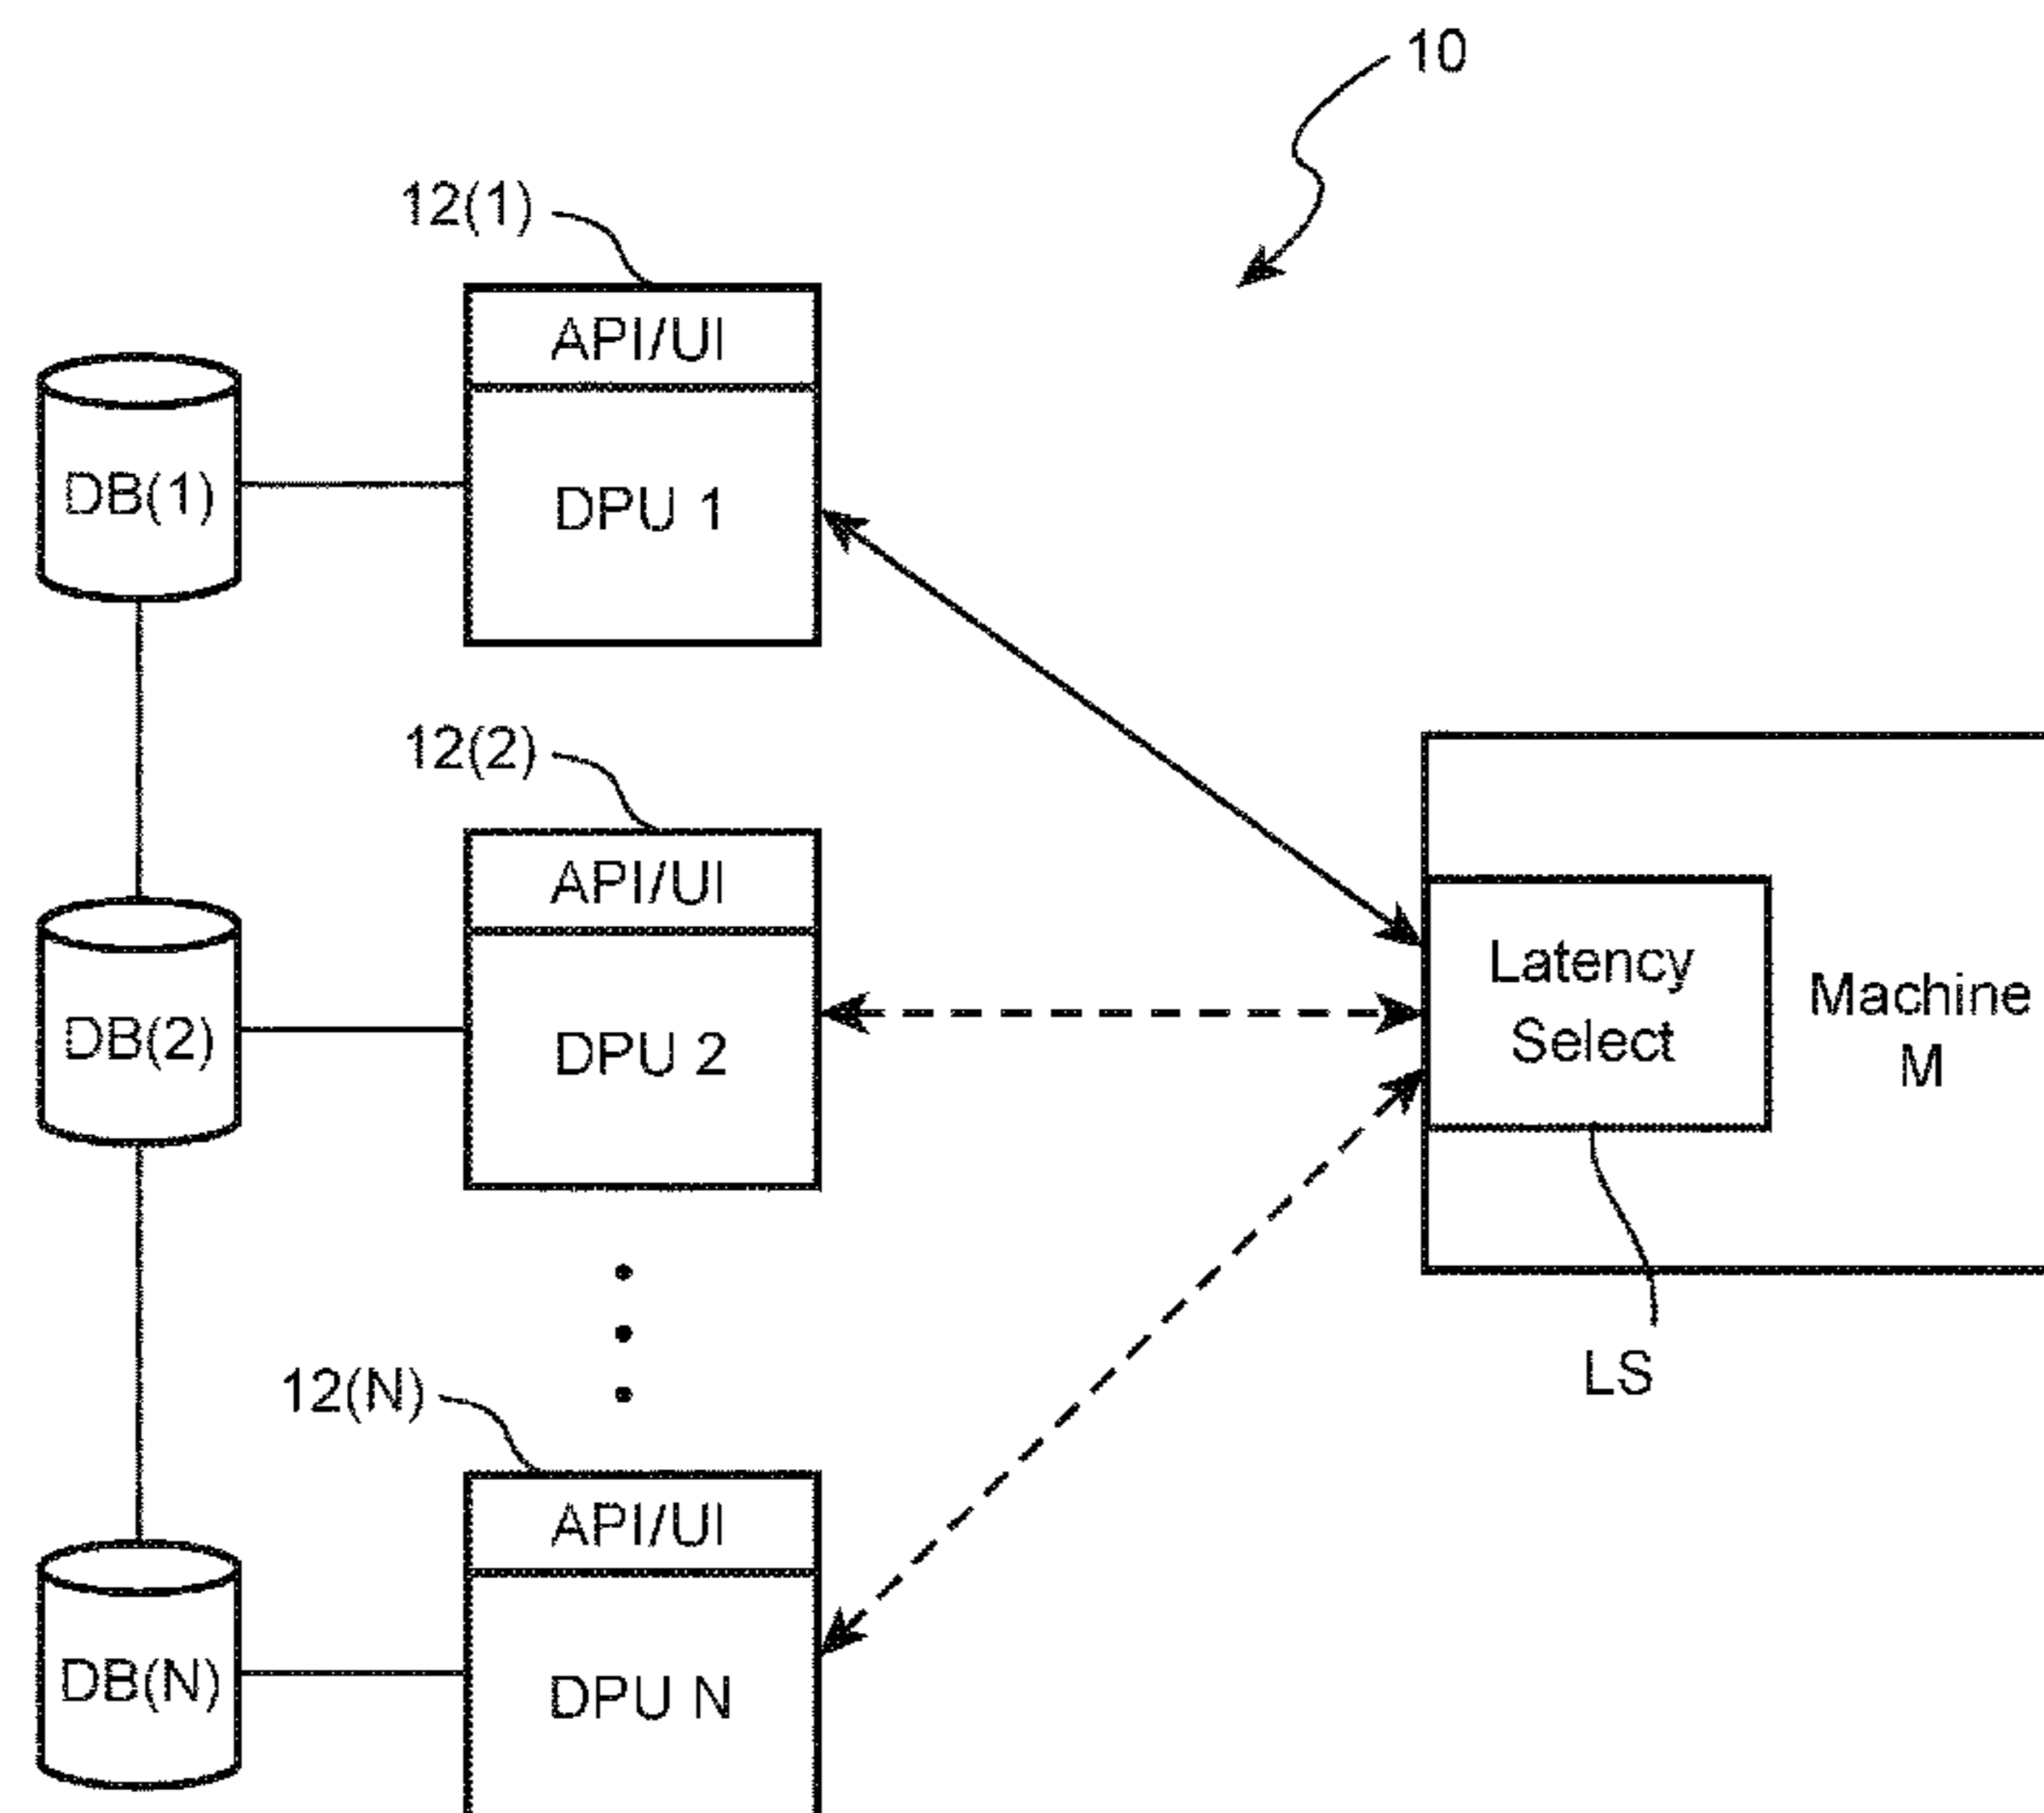 10
12(1)
API/UI
DB(1)
DPU 1
12(2)
API/UI
Latency
Select
Machine
M
DB(2)
DPU 2
LS
12(N)
API/UI
DB(N)
DPU N